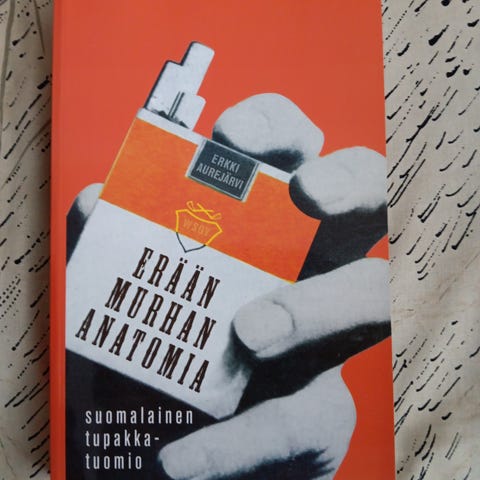 ERKKI
AUREJÄRVI
WSOY
ERÄÄN
MURHAN
ANATOMIA
suomalainen
tupakka-
tuomio